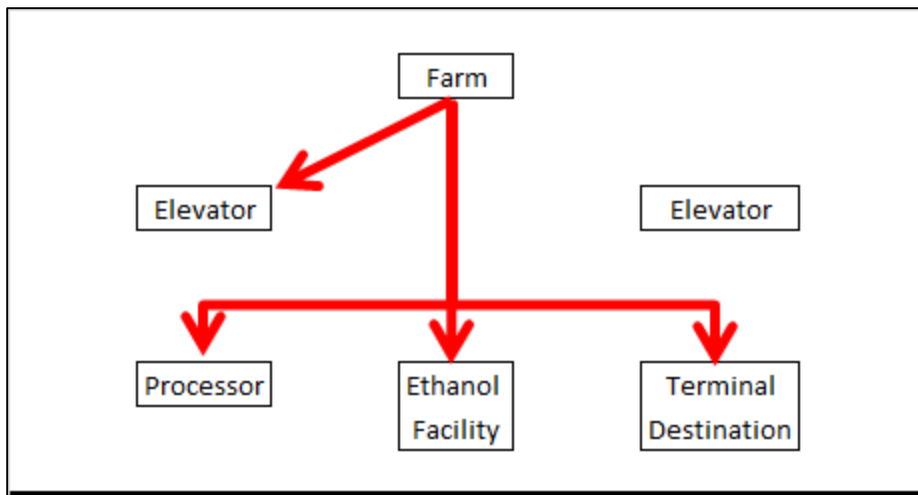 Farm
Elevator
Elevator
Processor
Ethanol
Facility
Terminal
Destination